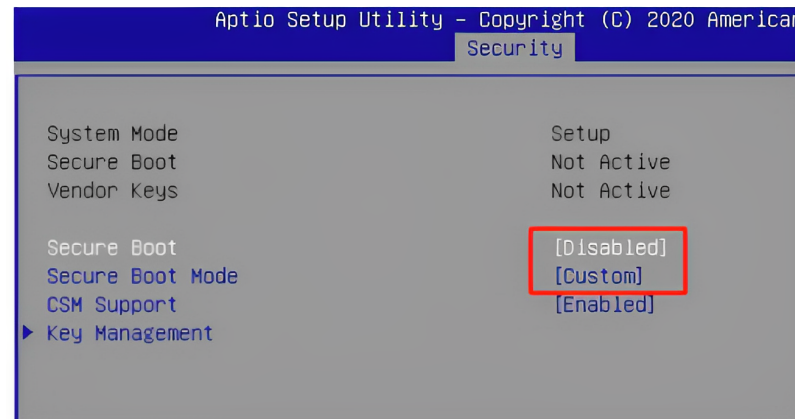 Aptio Setup Utility – Copyright (C) 2020 American
Security
System Mode Setup
Secure Boot Not Active
Vendor Keys Not Active
Secure Boot [Disabled]
Secure Boot Mode [Custom]
CSM Support [Enabled]
Key Management